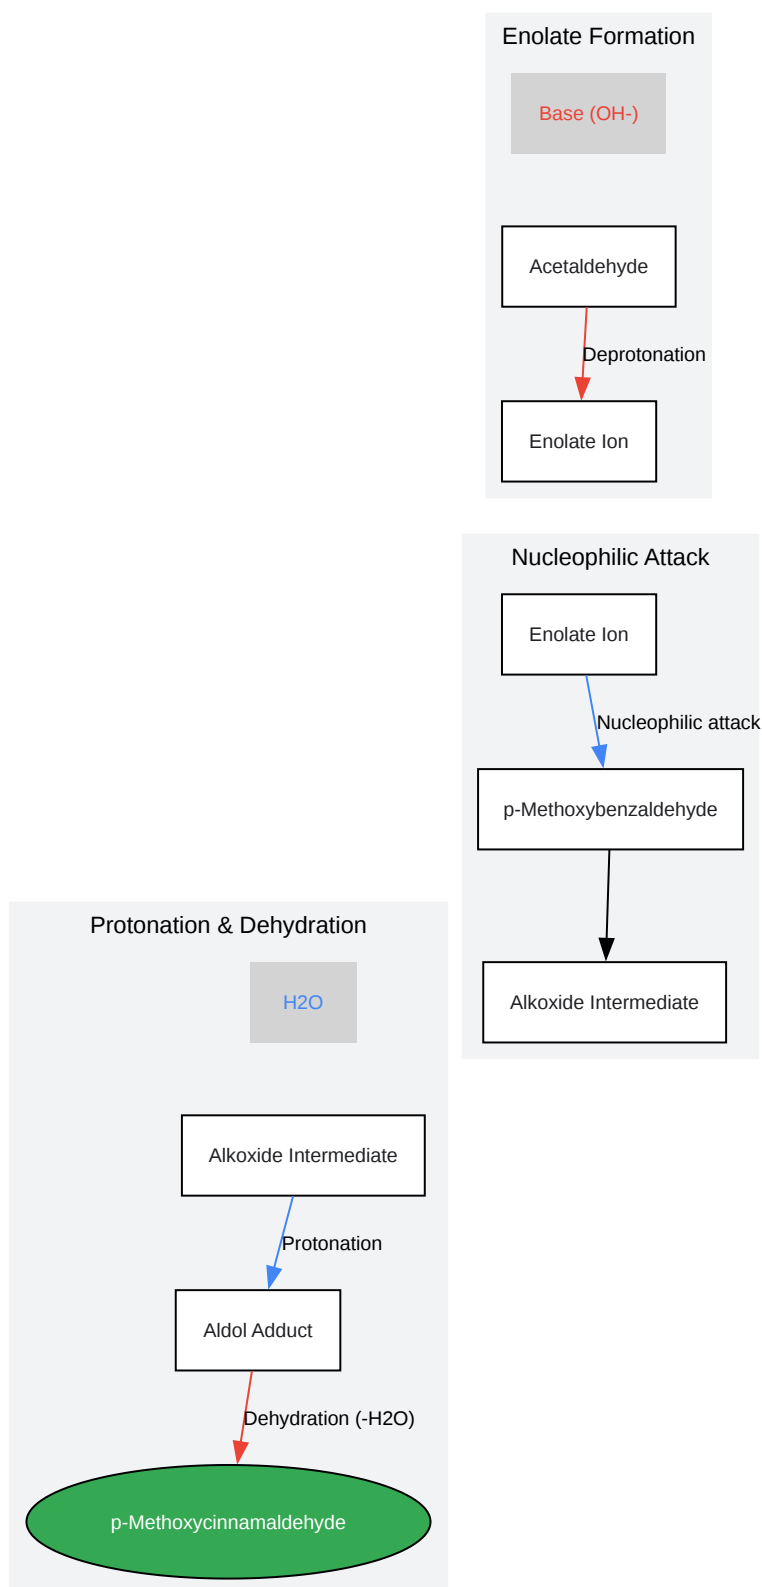 Enolate Formation
Base (OH-)
Acetaldehyde
Deprotonation
Enolate Ion
Nucleophilic Attack
Enolate Ion
Nucleophilic attack
p-Methoxybenzaldehyde
Alkoxide Intermediate
Protonation & Dehydration
H2O
Alkoxide Intermediate
Protonation
Aldol Adduct
Dehydration (-H2O)
p-Methoxycinnamaldehyde